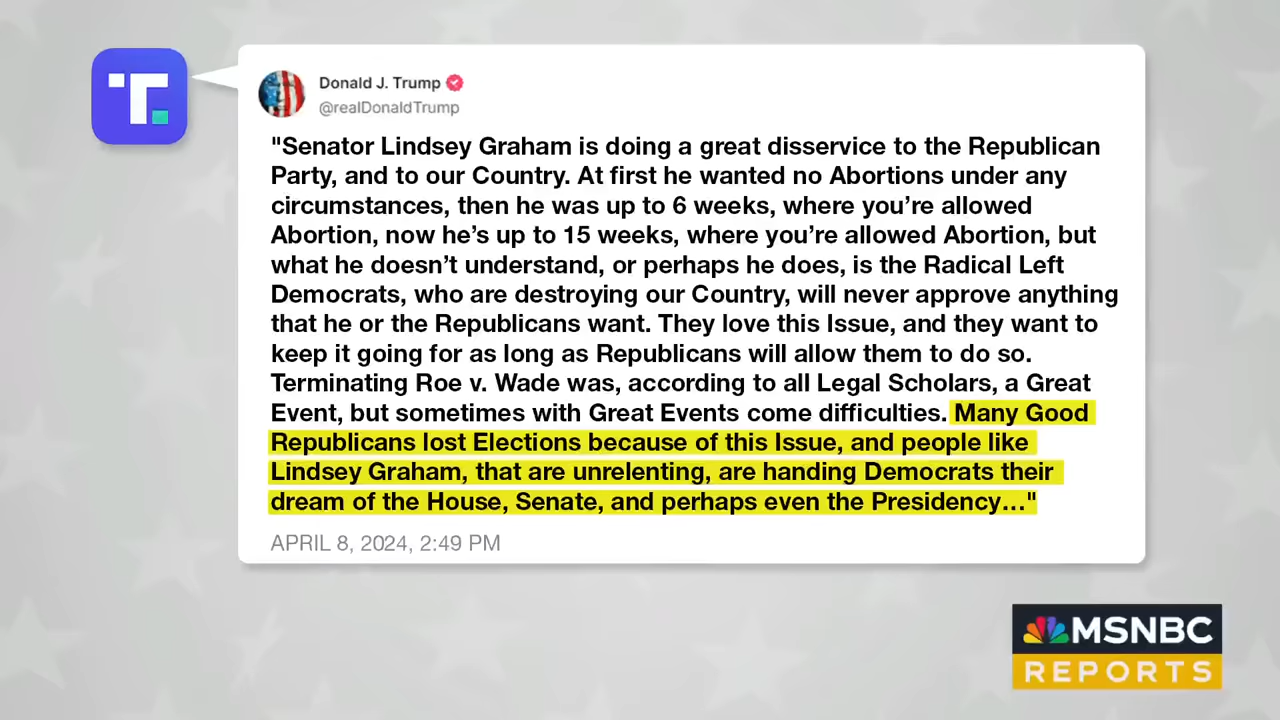 T.
Donald J. Trump
@realDonaldTrump
"Senator Lindsey Graham is doing a great disservice to the Republican
Party, and to our Country. At first he wanted no Abortions under any
circumstances, then he was up to 6 weeks, where you’re allowed
Abortion, now he’s up to 15 weeks, where you’re allowed Abortion, but
what he doesn’t understand, or perhaps he does, is the Radical Left
Democrats, who are destroying our Country, will never approve anything
that he or the Republicans want. They love this Issue, and they want to
keep it going for as long as Republicans will allow them to do so.
Terminating Roe v. Wade was, according to all Legal Scholars, a Great
Event, but sometimes with Great Events come difficulties. Many Good
Republicans lost Elections because of this Issue, and people like
Lindsey Graham, that are unrelenting, are handing Democrats their
dream of the House, Senate, and perhaps even the Presidency..."
APRIL 8, 2024, 2:49 PM
MSNBC
REPORTS